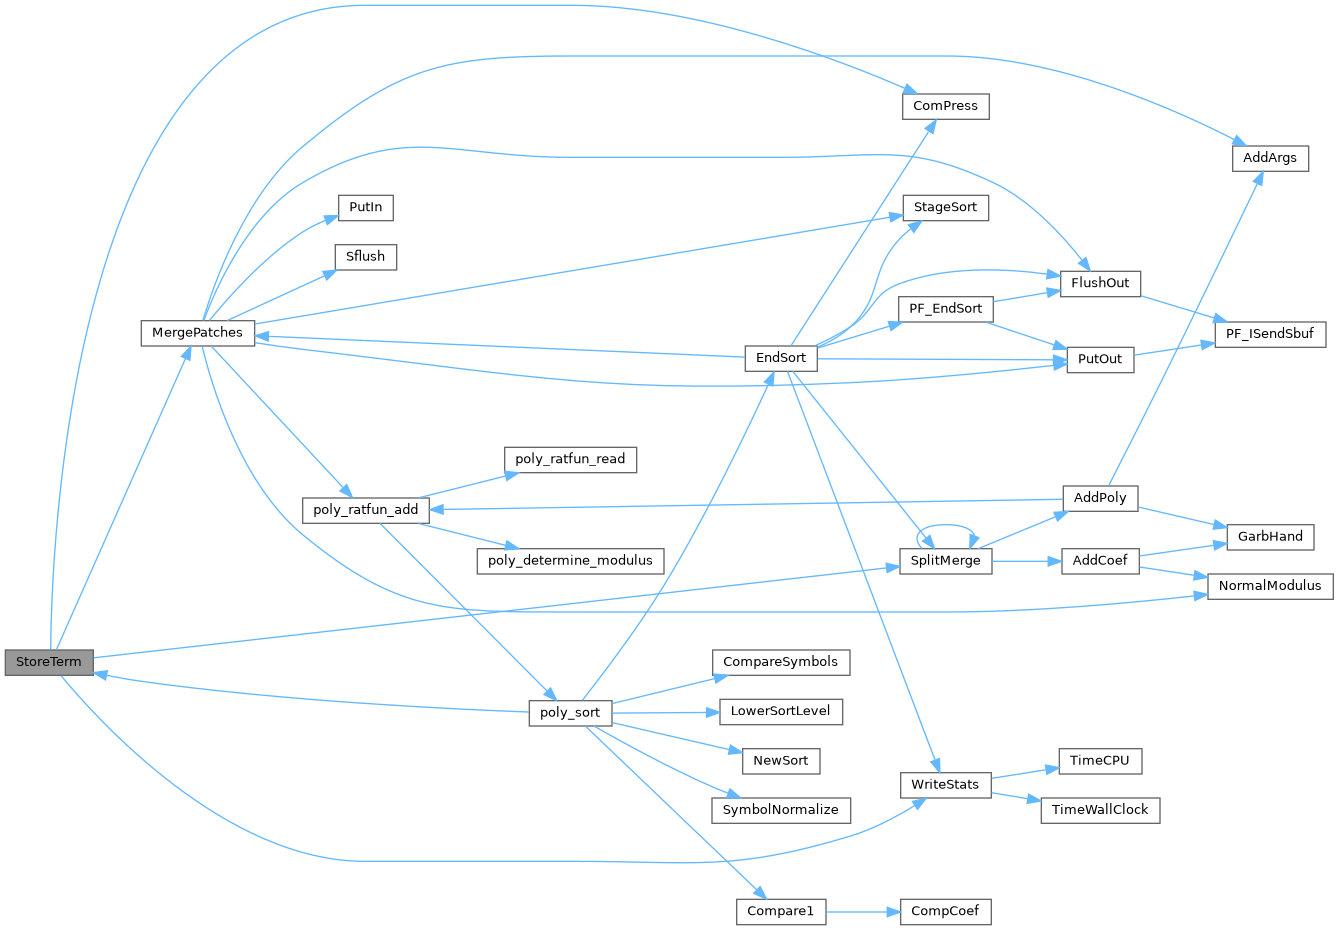 ComPress
AddArgs
PutIn
StageSort
Sflush
FlushOut
PF_EndSort
MergePatches
PF_ISendSbuf
EndSort
PutOut
poly_ratfun_read
AddPoly
poly_ratfun_add
GarbHand
poly_determine_modulus
SplitMerge
AddCoef
NormalModulus
StoreTerm
CompareSymbols
poly_sort
LowerSortLevel
NewSort
TimeCPU
WriteStats
SymbolNormalize
TimeWallClock
Compare1
CompCoef